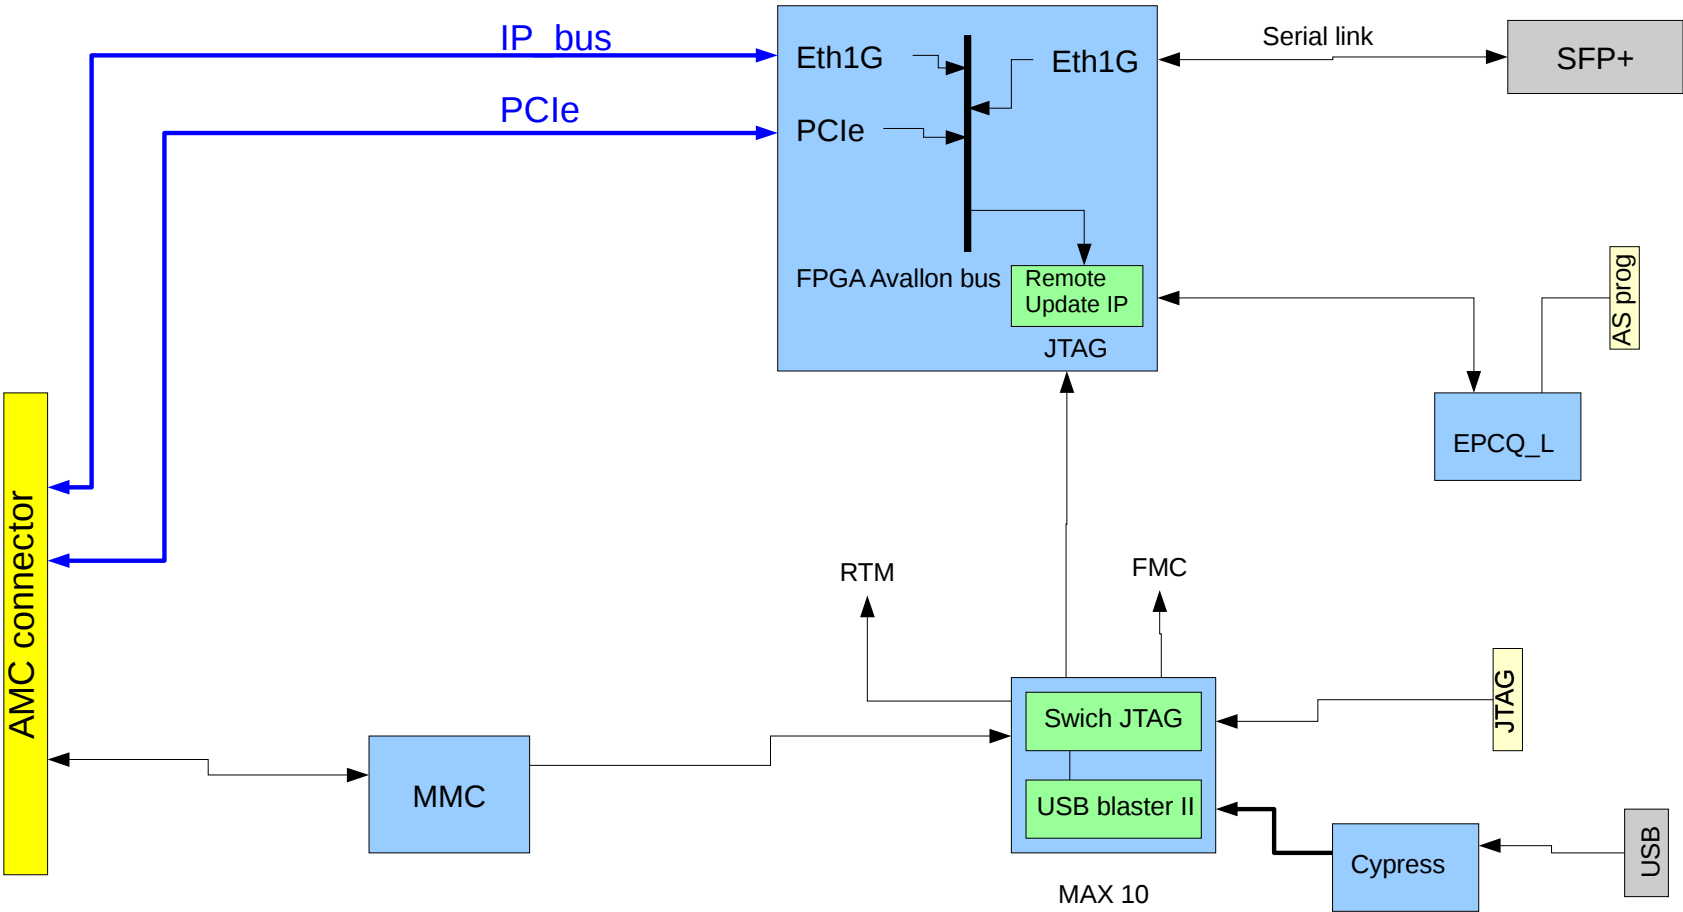 IP_bus
Serial link
Eth1G
Eth1G
SFP+
PCIe
PCIe
FPGA Avallon bus
Remote
Update IP
AS prog
JTAG
EPCQ_L
AMC connector
RTM
FMC
Swich JTAG
JTAG
MMC
USB blaster II
Cypress
USB
MAX 10